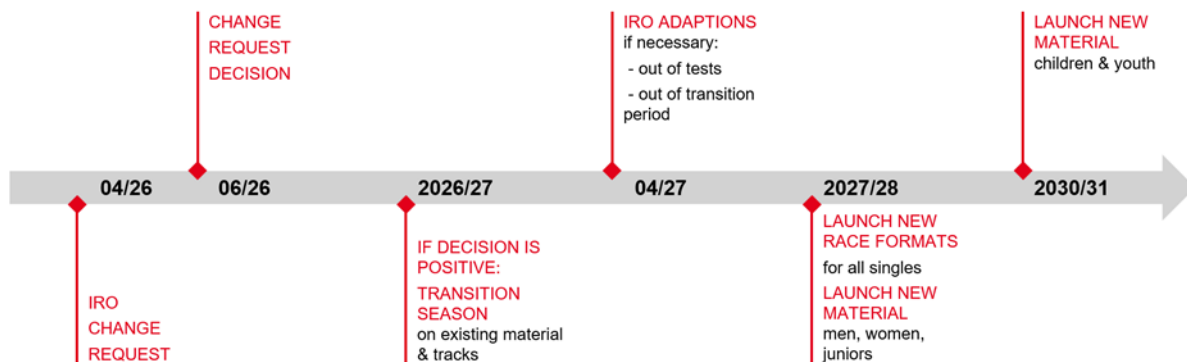 CHANGE
REQUEST
DECISION
IRO ADAPTIONS
if necessary:
- out of tests
- out of transition
period
LAUNCH NEW
MATERIAL
children & youth
04/26
06/26
2026/27
04/27
2027/28
2030/31
IRO
CHANGE
REQUEST
IF DECISION IS
POSITIVE:
TRANSITION
SEASON
on existing material
& tracks
LAUNCH NEW
RACE FORMATS
for all singles
LAUNCH NEW
MATERIAL
men, women,
juniors